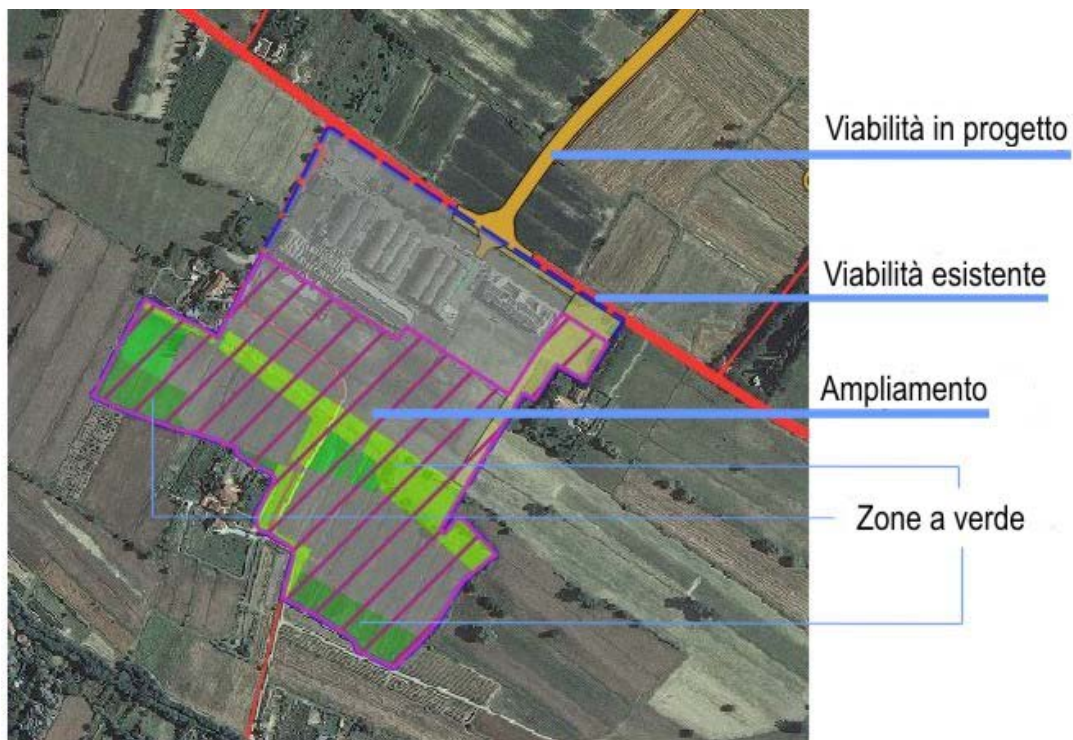 Viabilità in progetto
Viabilità esistente
Ampliamento
Zone a verde